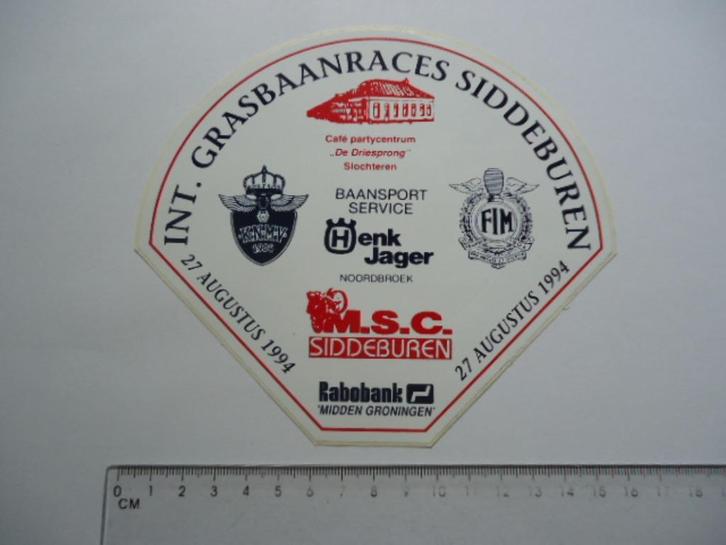 INT. GRASBAANRACES SIDDEBUREN
Café partycentrum
„De Driesprong"
Slochteren
BAANSPORT
SERVICE
Henk
Jager
NOORDBROEK
K.N.M.V.
1904
FIM
27 AUGUSTUS 1994
27 AUGUSTUS 1994
M.S.C.
SIDDEBUREN
Rabobank
"MIDDEN GRONINGEN"
0 1 2 3 4 5 6 7 8 9 10 11 12 13 14 15 16 17 18
CM